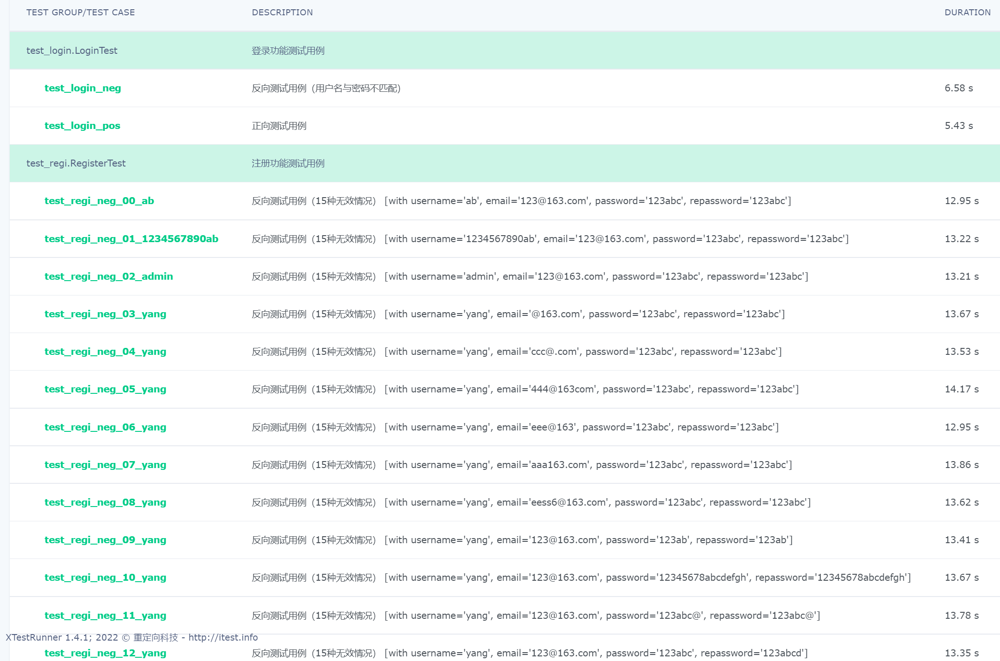 TEST GROUP/TEST CASE DESCRIPTION DURATION
test_login.LoginTest 登录功能测试用例
test_login_neg 反向测试用例（用户名与密码不匹配） 6.58 s
test_login_pos 正向测试用例 5.43 s
test_regi.RegisterTest 注册功能测试用例
test_regi_neg_00_ab 反向测试用例（15种无效情况） [with username='ab', email='123@163.com', password='123abc', repassword='123abc'] 12.95 s
test_regi_neg_01_1234567890ab 反向测试用例（15种无效情况） [with username='1234567890ab', email='123@163.com', password='123abc', repassword='123abc'] 13.22 s
test_regi_neg_02_admin 反向测试用例（15种无效情况） [with username='admin', email='123@163.com', password='123abc', repassword='123abc'] 13.21 s
test_regi_neg_03_yang 反向测试用例（15种无效情况） [with username='yang', email='@163.com', password='123abc', repassword='123abc'] 13.67 s
test_regi_neg_04_yang 反向测试用例（15种无效情况） [with username='yang', email='ccc@.com', password='123abc', repassword='123abc'] 13.53 s
test_regi_neg_05_yang 反向测试用例（15种无效情况） [with username='yang', email='444@163com', password='123abc', repassword='123abc'] 14.17 s
test_regi_neg_06_yang 反向测试用例（15种无效情况） [with username='yang', email='eee@163', password='123abc', repassword='123abc'] 12.95 s
test_regi_neg_07_yang 反向测试用例（15种无效情况） [with username='yang', email='aaa163.com', password='123abc', repassword='123abc'] 13.86 s
test_regi_neg_08_yang 反向测试用例（15种无效情况） [with username='yang', email='eess6@163.com', password='123abc', repassword='123abc'] 13.62 s
test_regi_neg_09_yang 反向测试用例（15种无效情况） [with username='yang', email='123@163.com', password='123ab', repassword='123ab'] 13.41 s
test_regi_neg_10_yang 反向测试用例（15种无效情况） [with username='yang', email='123@163.com', password='12345678abcdefgh', repassword='12345678abcdefgh'] 13.67 s
test_regi_neg_11_yang 反向测试用例（15种无效情况） [with username='yang', email='123@163.com', password='123abc@', repassword='123abc@'] 13.78 s
XTestRunner 1.4.1; 2022 © 重定向科技 - http://itest.info
test_regi_neg_12_yang 反向测试用例（15种无效情况） [with username='yang', email='123@163.com', password='123abc', repassword='123abcd'] 13.35 s